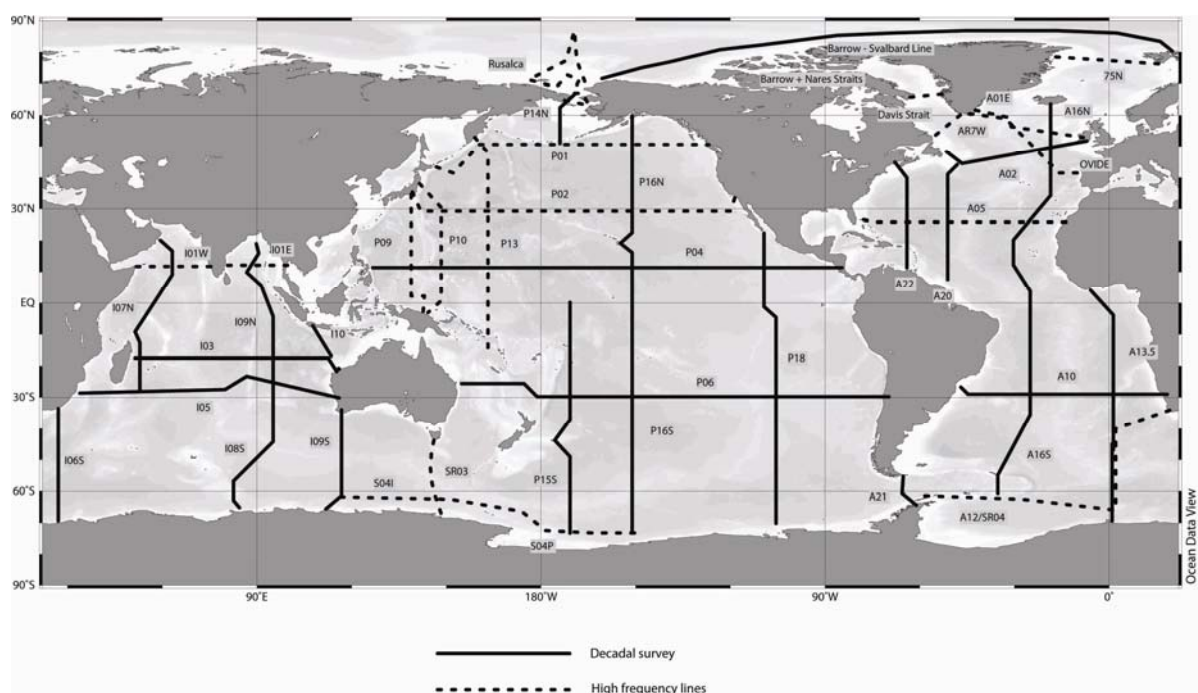 90°N
60°N
30°N
EQ
30°S
60°S
90°S
90°E
180°W
90°W
0°
Rusalca
Barrow - Svalbard Line
Barrow + Nares Straits
75N
A01E
P14N
Davis Strait
A16N
AR7W
P01
A02
OVIDE
P16N
P02
A05
P09
P10
P13
I01W
I01E
P04
A22
A20
I07N
I09N
I10
I03
P18
A13.5
P06
A10
I05
P16S
I06S
I08S
I09S
S04I
SR03
P15S
A16S
A21
A12/SR04
S04P
Ocean Data View
Decadal survey
High frequency lines